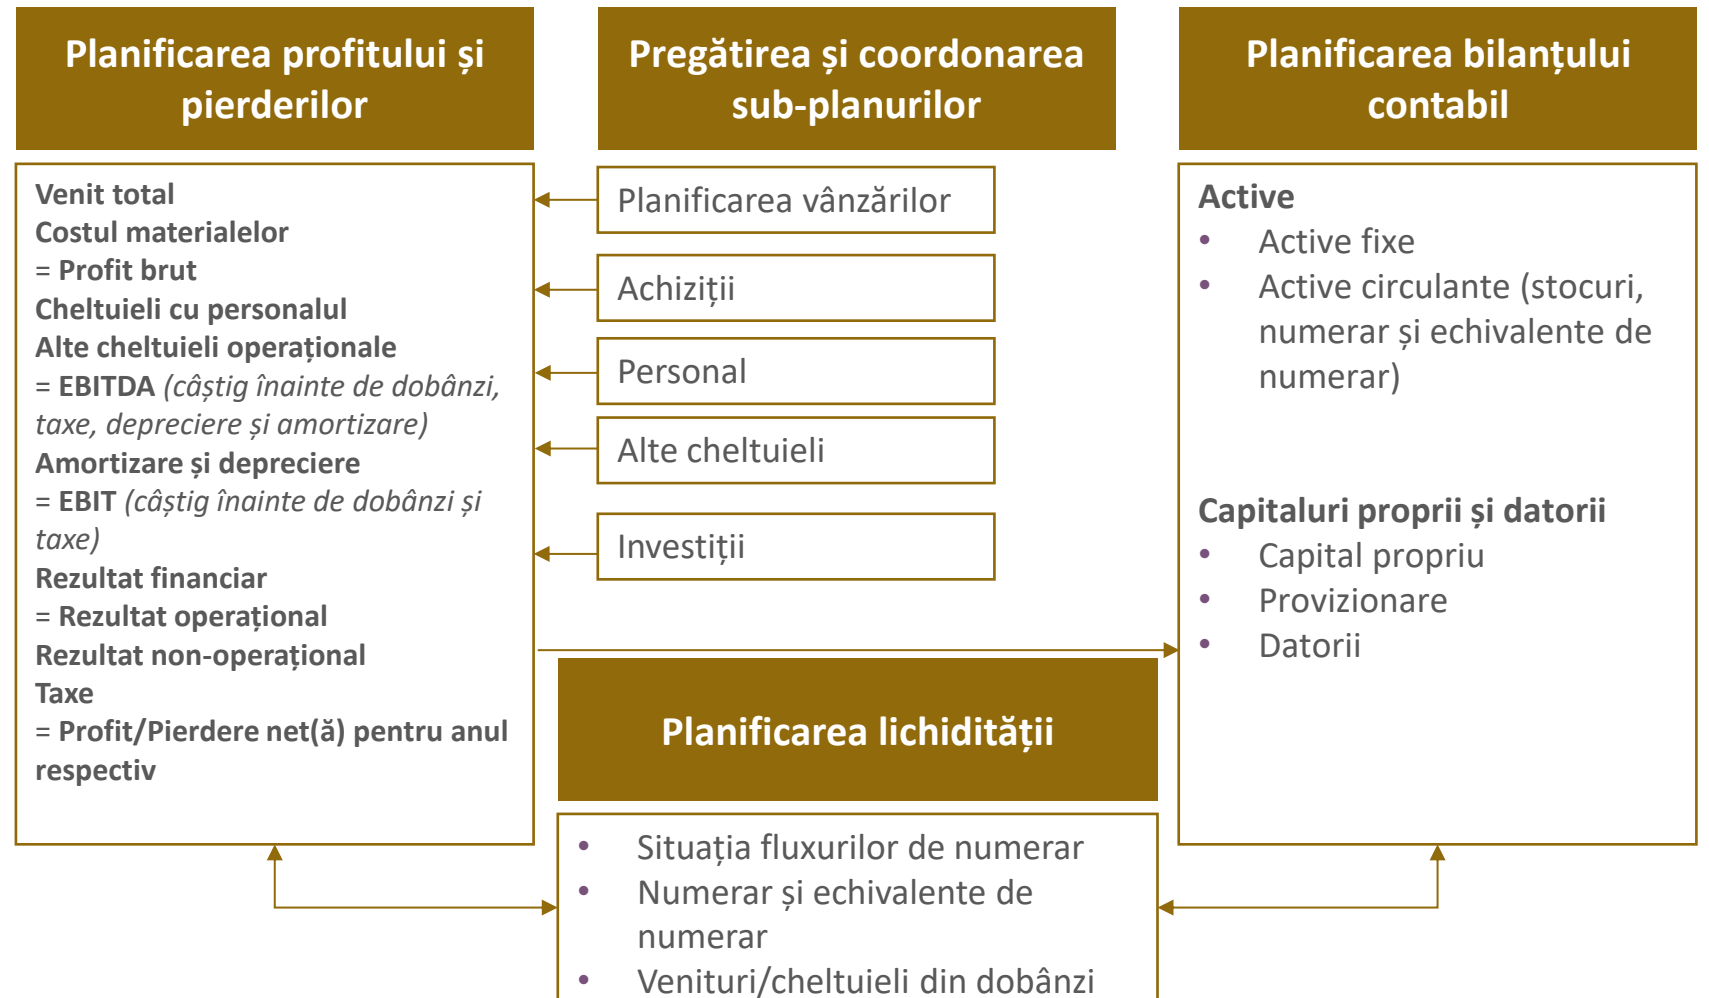 Planificarea profitului și
pierderilor
Pregătirea și coordonarea
sub-planurilor
Planificarea bilanțului
contabil
Venit total
Costul materialelor
= Profit brut
Cheltuieli cu personalul
Alte cheltuieli operaționale
= EBITDA (câștig înainte de dobânzi,
taxe, depreciere și amortizare)
Amortizare și depreciere
= EBIT (câștig înainte de dobânzi și
taxe)
Rezultat financiar
= Rezultat operațional
Rezultat non-operațional
Taxe
= Profit/Pierdere net(ă) pentru anul
respectiv
Planificarea vânzărilor
Achiziții
Personal
Alte cheltuieli
Investiții
Active
• Active fixe
• Active circulante (stocuri,
numerar și echivalente de
numerar)
Capitaluri proprii și datorii
• Capital propriu
• Provizionare
• Datorii
Planificarea lichidității
• Situația fluxurilor de numerar
• Numerar și echivalente de
numerar
• Venituri/cheltuieli din dobânzi